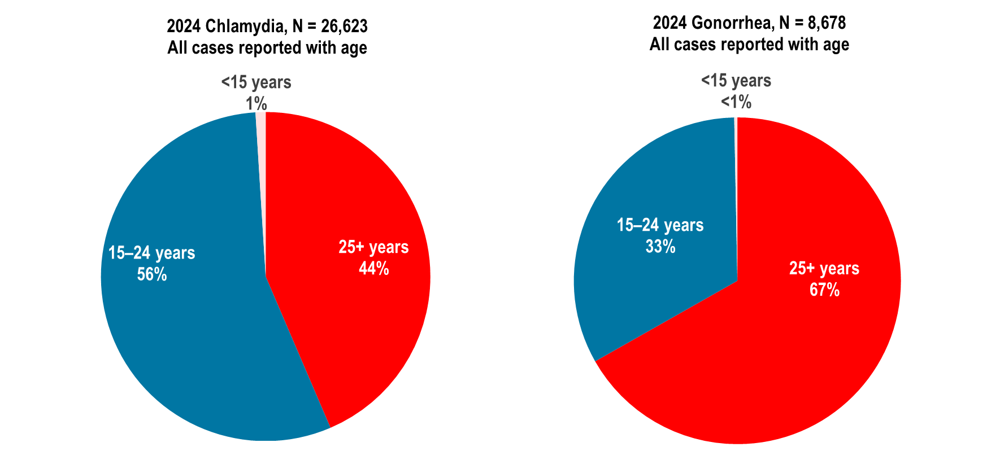 2024 Chlamydia, N = 26,623
All cases reported with age
<15 years
1%
15–24 years
56%
25+ years
44%
2024 Gonorrhea, N = 8,678
All cases reported with age
<15 years
<1%
15–24 years
33%
25+ years
67%